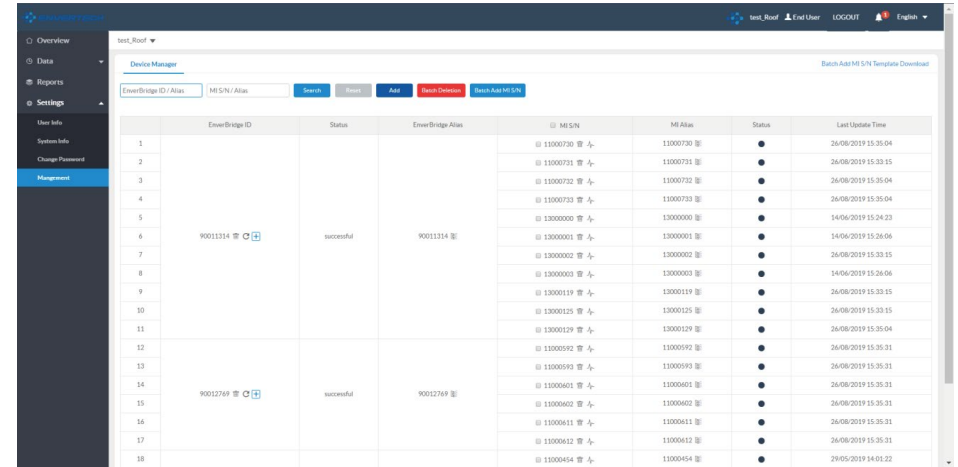 test_Roof End User LOGOUT 1 English
Overview
Data
Reports
Settings
User Info
System Info
Change Password
Mangement
test_Roof
Device Manager
Batch Add MI S/N Template Download
EnverBridge ID / Alias MI S/N / Alias Search Reset Add Batch Deletion Batch Add MI S/N
EnverBridge ID Status EnverBridge Alias MI S/N MI Alias Status Last Update Time
1 11000730 11000730 26/08/2019 15:35:04
2 11000731 11000731 26/08/2019 15:33:15
3 11000732 11000732 26/08/2019 15:35:04
4 11000733 11000733 26/08/2019 15:35:04
5 13000000 13000000 14/06/2019 15:24:23
6 90011314 successful 90011314 13000001 13000001 14/06/2019 15:26:06
7 13000002 13000002 26/08/2019 15:33:15
8 13000003 13000003 14/06/2019 15:26:06
9 13000119 13000119 26/08/2019 15:33:15
10 13000125 13000125 26/08/2019 15:33:15
11 13000129 13000129 26/08/2019 15:35:04
12 11000592 11000592 26/08/2019 15:35:31
13 11000593 11000593 26/08/2019 15:35:31
14 11000601 11000601 26/08/2019 15:35:31
90012769 successful 90012769
15 11000602 11000602 26/08/2019 15:35:31
16 11000611 11000611 26/08/2019 15:35:31
17 11000612 11000612 26/08/2019 15:35:31
18 11000454 11000454 29/05/2019 14:01:22